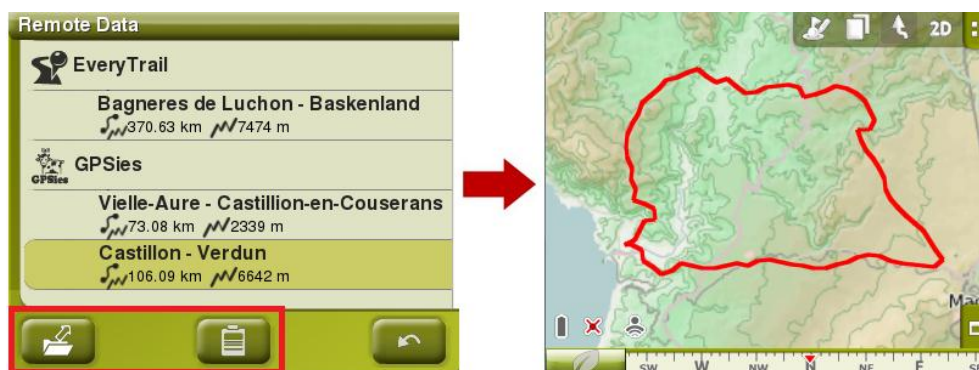 Remote Data
EveryTrail
Bagneres de Luchon - Baskenland
370.63 km 7474 m
GPSies
GPSies
Vielle-Aure - Castillion-en-Couserans
73.08 km 2339 m
Castillon - Verdun
106.09 km 6642 m
2D
SW W NW N NE E